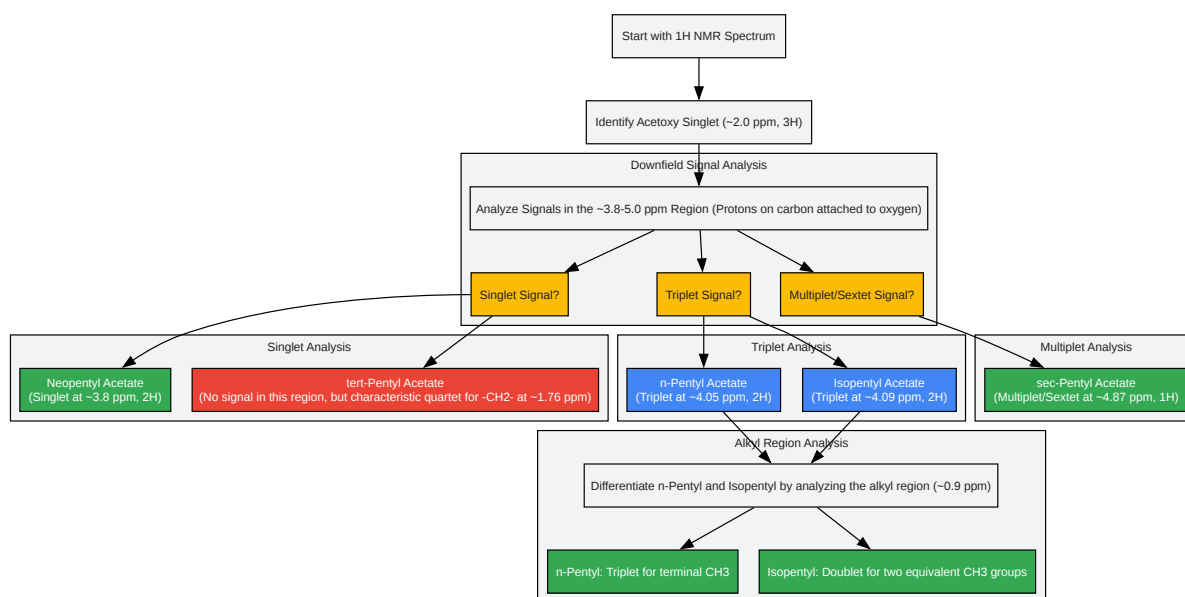 Start with 1H NMR Spectrum
Identify Acetoxy Singlet (~2.0 ppm, 3H)
Downfield Signal Analysis
Analyze Signals in the ~3.8-5.0 ppm Region (Protons on carbon attached to oxygen)
Singlet Signal?
Triplet Signal?
Multiplet/Sextet Signal?
Singlet Analysis
Neopentyl Acetate
(Singlet at ~3.8 ppm, 2H)
tert-Pentyl Acetate
(No signal in this region, but characteristic quartet for -CH2- at ~1.76 ppm)
Triplet Analysis
n-Pentyl Acetate
(Triplet at ~4.05 ppm, 2H)
Isopentyl Acetate
(Triplet at ~4.09 ppm, 2H)
Multiplet Analysis
sec-Pentyl Acetate
(Multiplet/Sextet at ~4.87 ppm, 1H)
Alkyl Region Analysis
Differentiate n-Pentyl and Isopentyl by analyzing the alkyl region (~0.9 ppm)
n-Pentyl: Triplet for terminal CH3
Isopentyl: Doublet for two equivalent CH3 groups